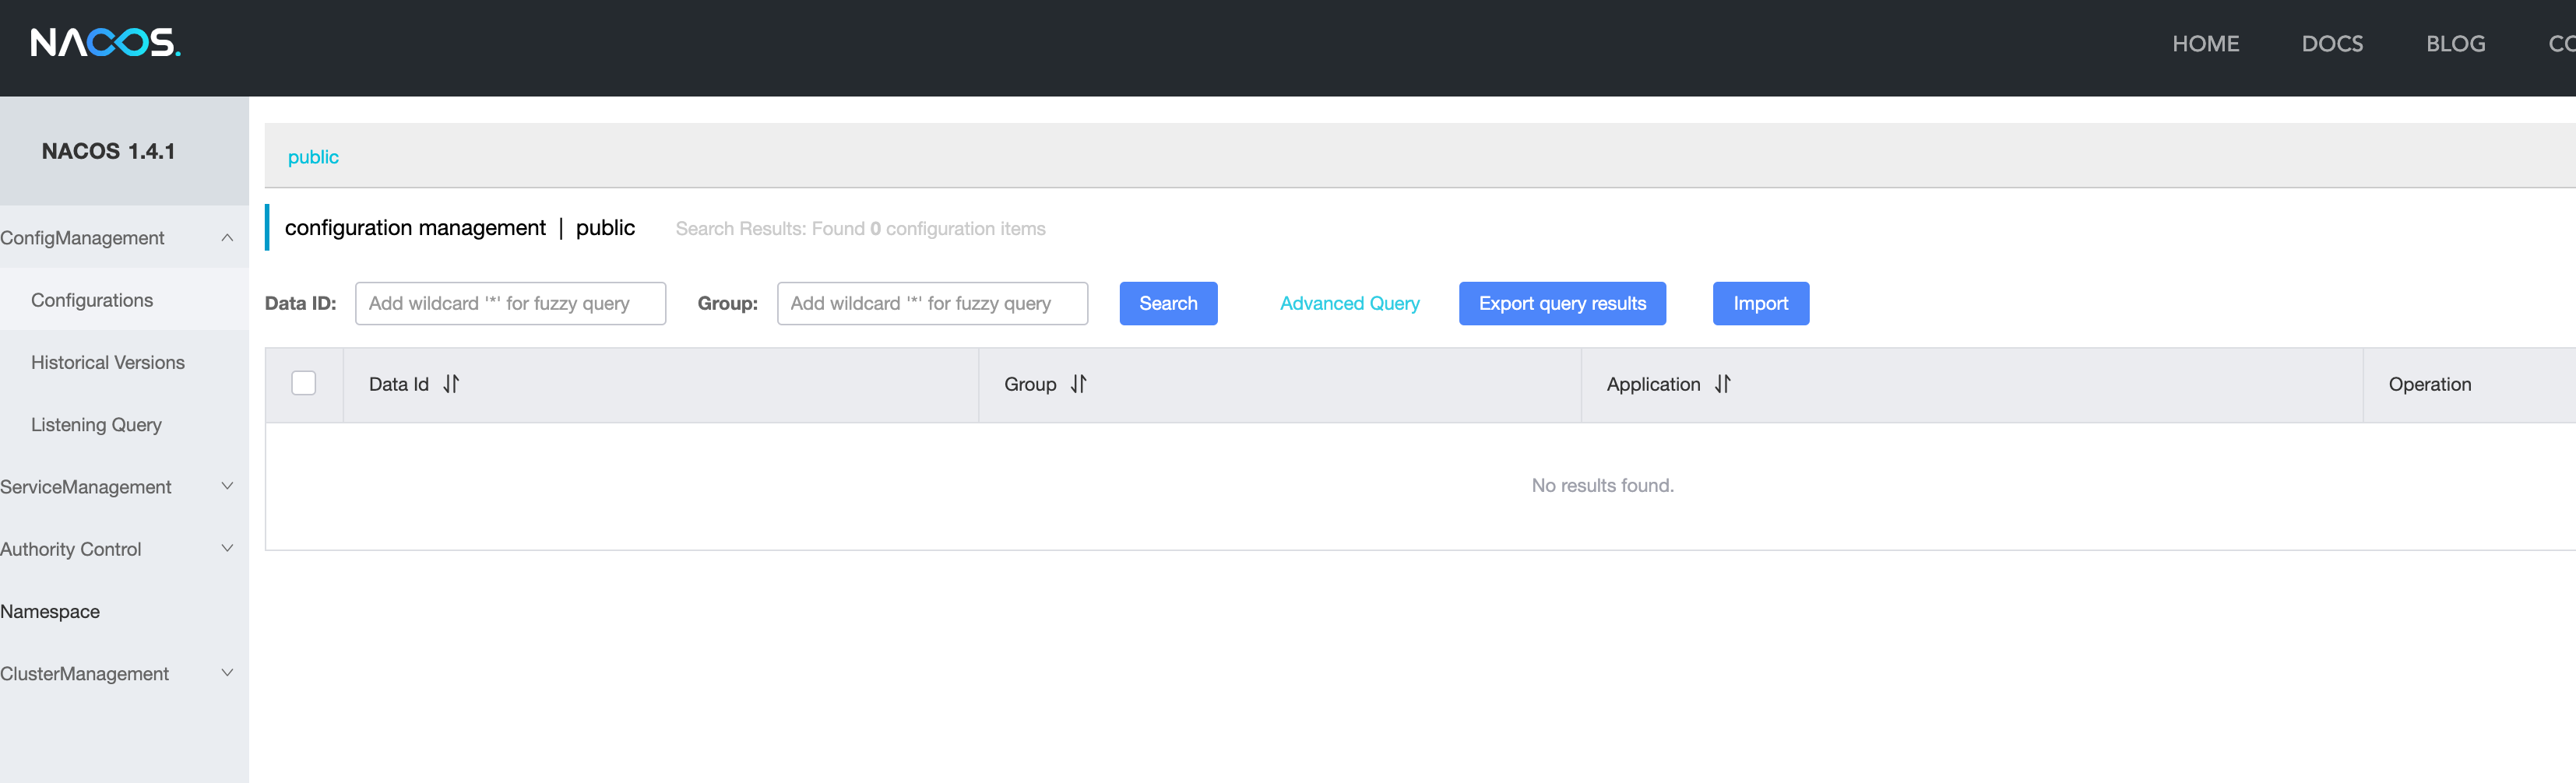 NACOS.
HOME DOCS BLOG
NACOS 1.4.1
public
ConfigManagement
configuration management | public Search Results: Found 0 configuration items
Configurations
Data ID: Add wildcard '*' for fuzzy query Group: Add wildcard '*' for fuzzy query Search Advanced Query Export query results Import
Historical Versions
Data Id Group Application Operation
Listening Query
ServiceManagement
No results found.
Authority Control
Namespace
ClusterManagement